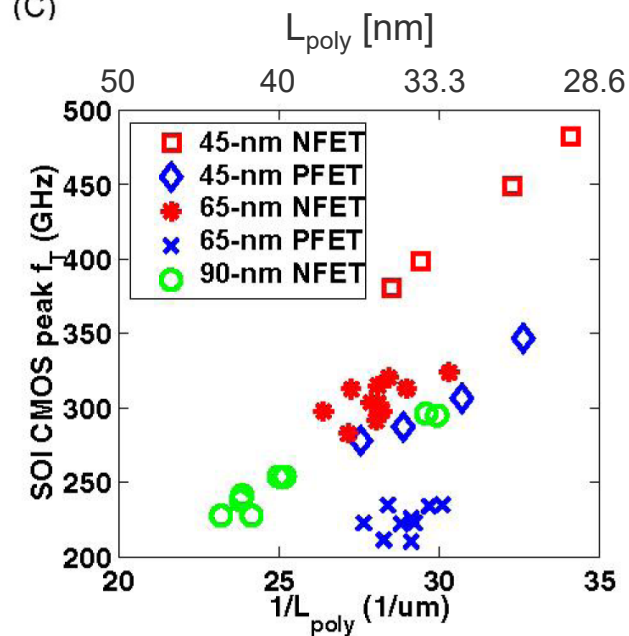 (C)
L_poly [nm]
50 40 33.3 28.6
500
450
400
350
300
250
200
SOI CMOS peak f_T (GHz)
45-nm NFET
45-nm PFET
65-nm NFET
65-nm PFET
90-nm NFET
20 25 30 35
1/L_poly (1/um)